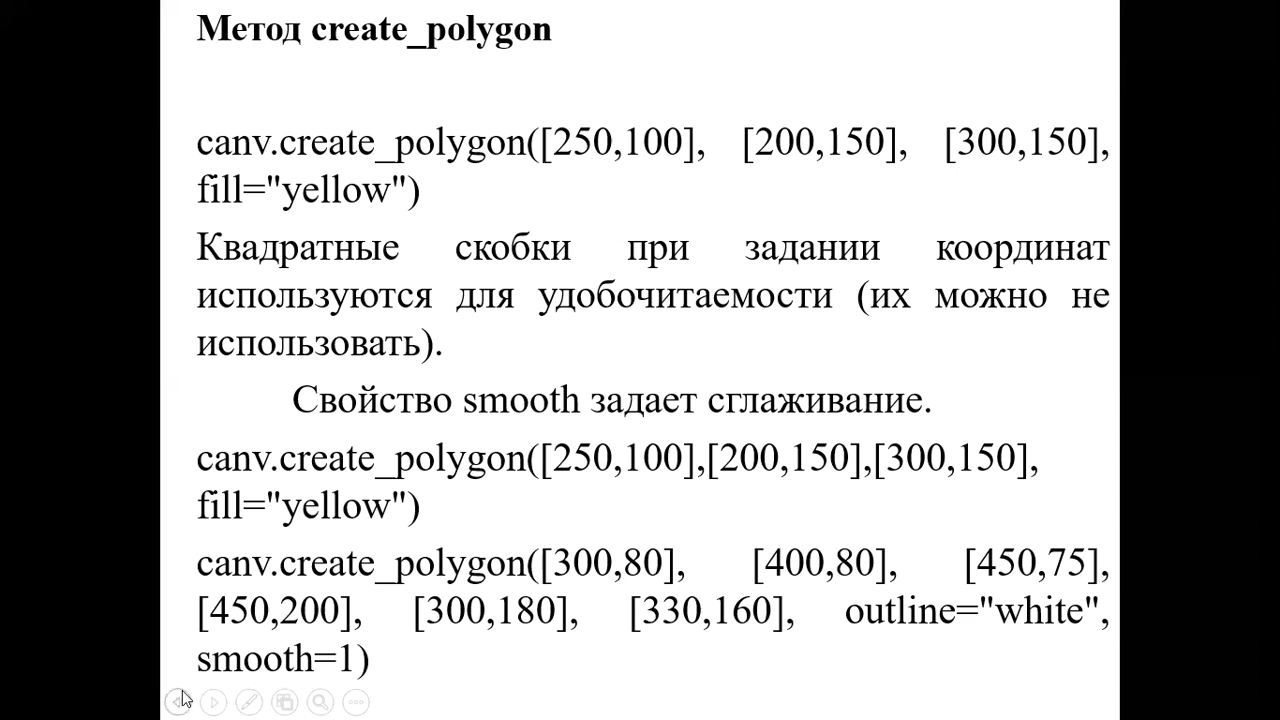 Метод create_polygon
canv.create_polygon([250,100], [200,150], [300,150],
fill="yellow")
Квадратные скобки при задании координат
используются для удобочитаемости (их можно не
использовать).
Свойство smooth задает сглаживание.
canv.create_polygon([250,100],[200,150],[300,150],
fill="yellow")
canv.create_polygon([300,80], [400,80], [450,75],
[450,200], [300,180], [330,160], outline="white",
smooth=1)